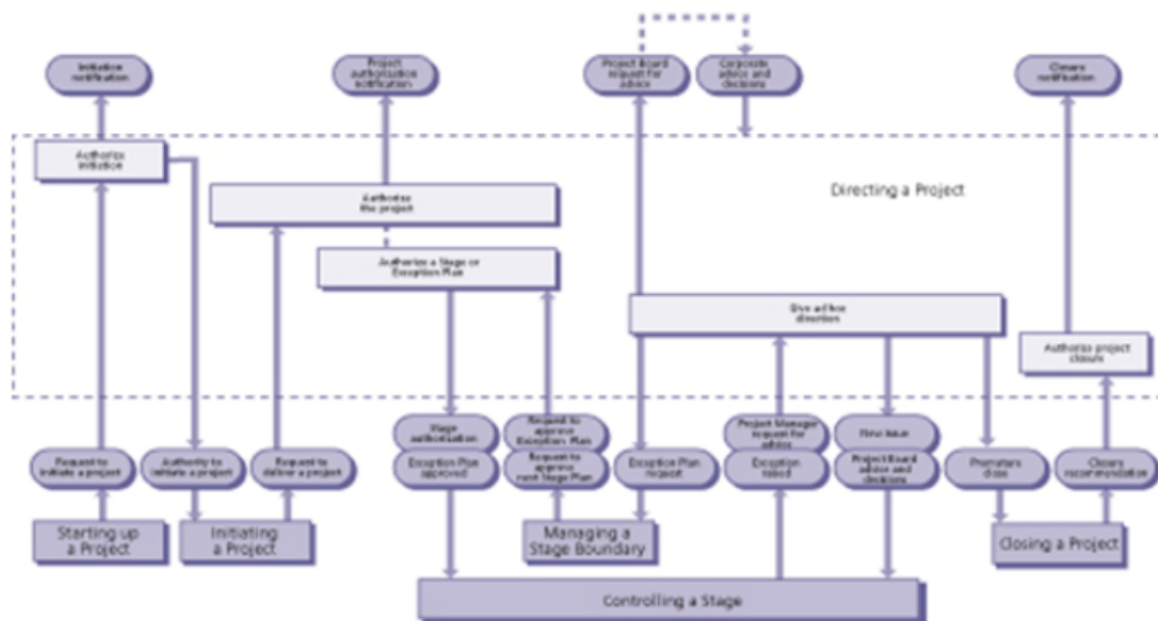 Initiation
notification
Project
authorization
notification
Project Board
request for
advice
Corporate
advice and
decisions
Closure
notification
Authorize
initiation
Directing a Project
Authorize
the project
Authorize a Stage or
Exception Plan
Give ad hoc
direction
Authorize project
closure
Request to
initiate a project
Authority to
initiate a project
Request to
deliver a project
Stage
authorization
Exception Plan
approved
Request to
approve
Exception Plan
Request to
approve
next Stage Plan
Exception Plan
request
Project Manager
request for
advice
Exception
raised
Project Board
advice and
decisions
close
Closure
recommendation
Starting up
a Project
Initiating
a Project
Managing a
Stage Boundary
Closing a Project
Controlling a Stage